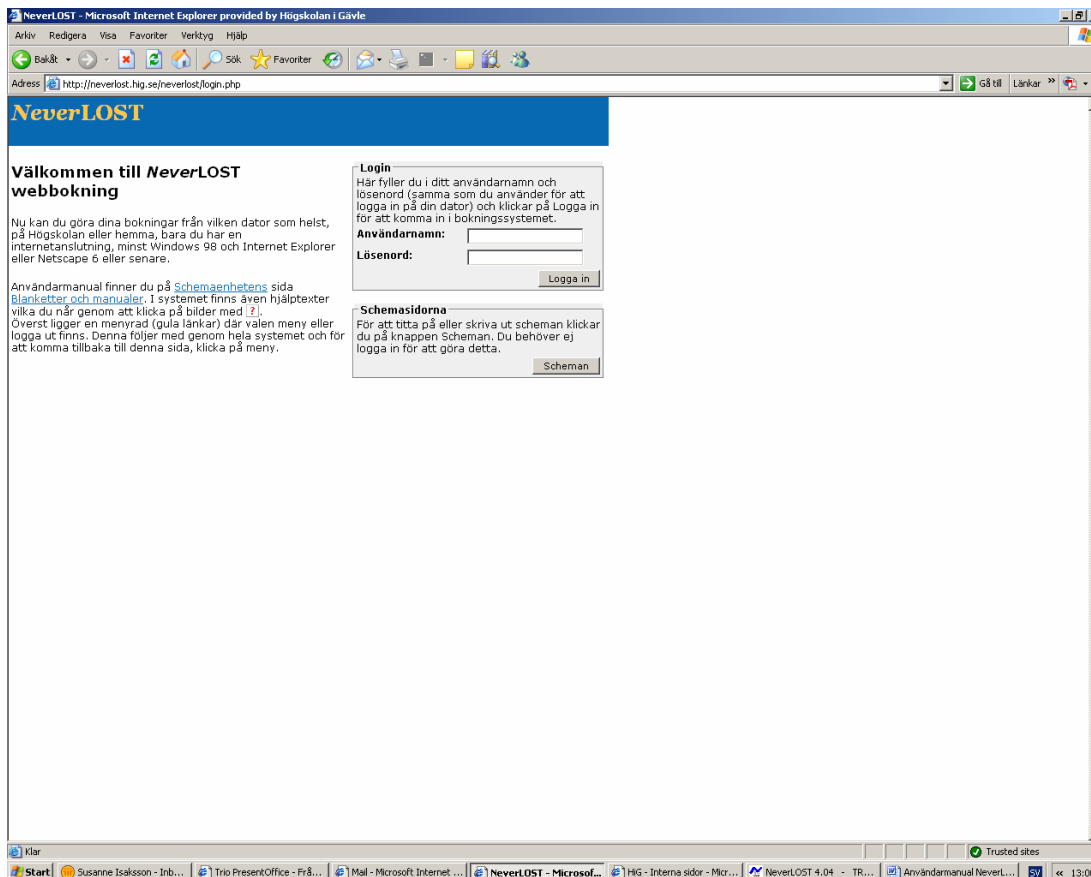 NeverLOST - Microsoft Internet Explorer provided by Högskolan i Gävle
Arkiv Redigera Visa Favoriter Verktyg Hjälp
Bakåt Sök Favoriter
Adress http://neverlost.hig.se/neverlost/login.php Gå till Länkar »
NeverLOST
Välkommen till NeverLOST
webbokning
Nu kan du göra dina bokningar från vilken dator som helst,
på Högskolan eller hemma, bara du har en
internetanslutning, minst Windows 98 och Internet Explorer
eller Netscape 6 eller senare.
Användarmanual finner du på Schemaenhetens sida
Blanketter och manualer. I systemet finns även hjälptexter
vilka du når genom att klicka på bilder med ?.
Överst ligger en menyrad (gula länkar) där valen meny eller
logga ut finns. Denna följer med genom hela systemet och för
att komma tillbaka till denna sida, klicka på meny.
Login
Här fyller du i ditt användarnamn och
lösenord (samma som du använder för att
logga in på din dator) och klickar på Logga in
för att komma in i bokningssystemet.
Användarnamn:
Lösenord:
Logga in
Schemasidorna
För att titta på eller skriva ut scheman klickar
du på knappen Scheman. Du behöver ej
logga in för att göra detta.
Scheman
Klar Trusted sites
Start Susanne Isaksson - Inb... Trio PresentOffice - Frå... Mail - Microsoft Internet ... NeverLOST - Microsof... HiG - Interna sidor - Micr... NeverLOST 4.04 - TR... Användarmanual NeverL... SV «